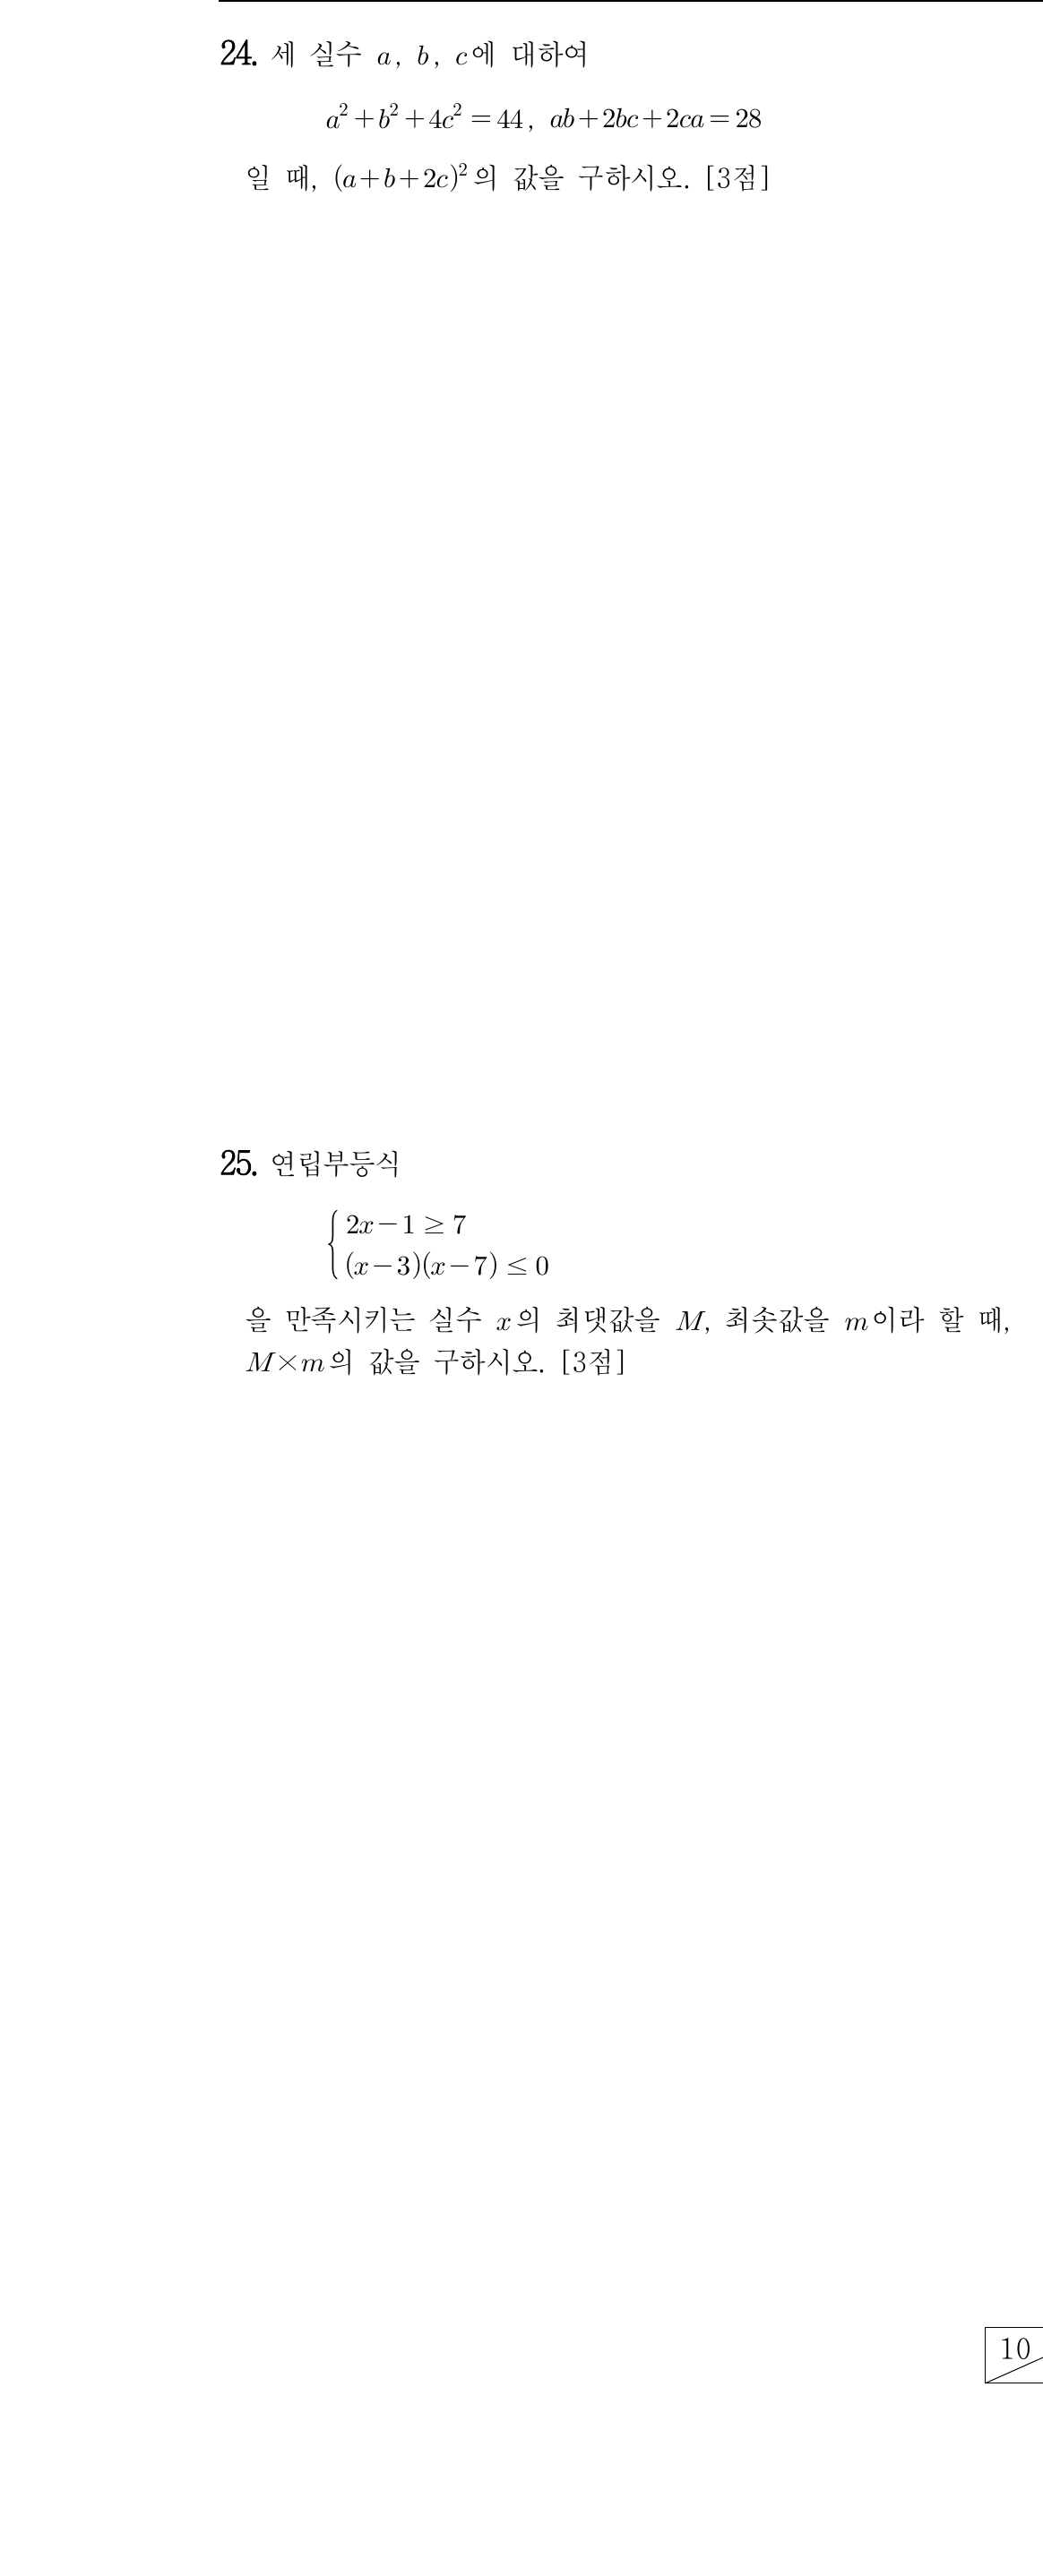 24. 세 실수 a, b, c에 대하여
a² + b² + 4c² = 44, ab + 2bc + 2ca = 28
일 때, (a+b+2c)²의 값을 구하시오. [3점]
25. 연립부등식
2x − 1 ≥ 7
(x−3)(x−7) ≤ 0
을 만족시키는 실수 x의 최댓값을 M, 최솟값을 m이라 할 때,
M×m의 값을 구하시오. [3점]
10